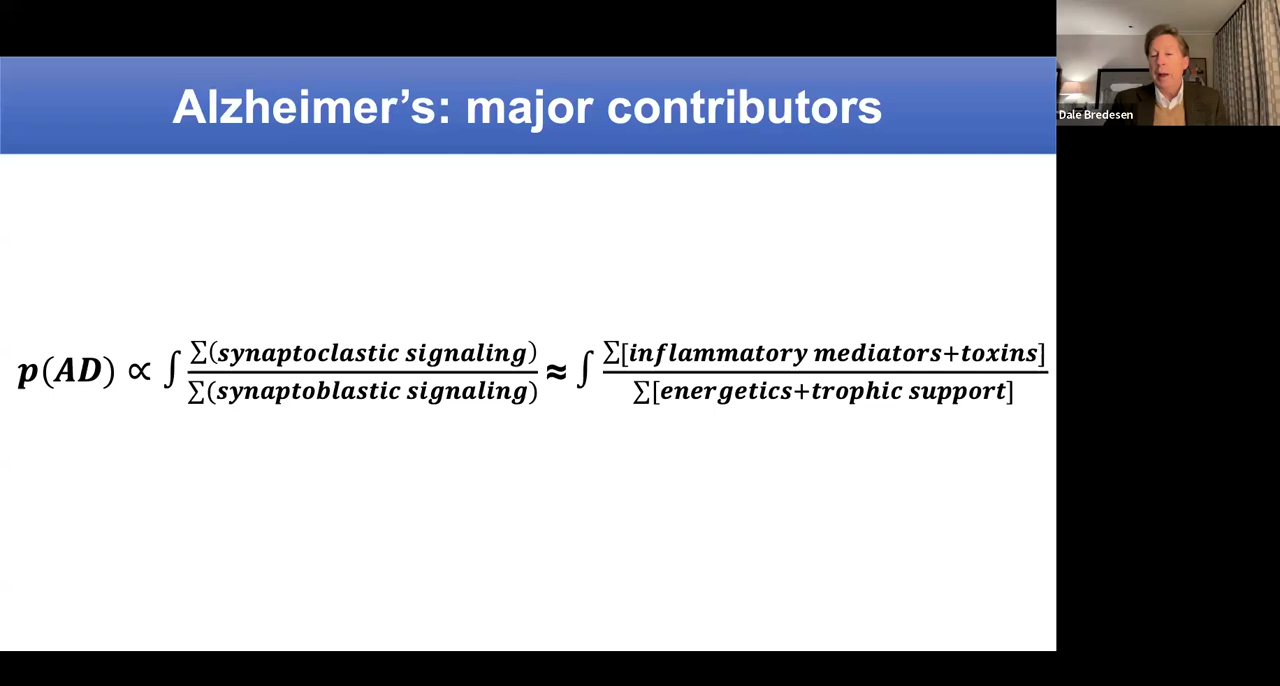 Alzheimer’s: major contributors
Dale Bredesen
p(AD) ∝ ∫ ∑(synaptoclastic signaling) / ∑(synaptoblastic signaling) ≈ ∫ ∑[inflammatory mediators+toxins] / ∑[energetics+trophic support]